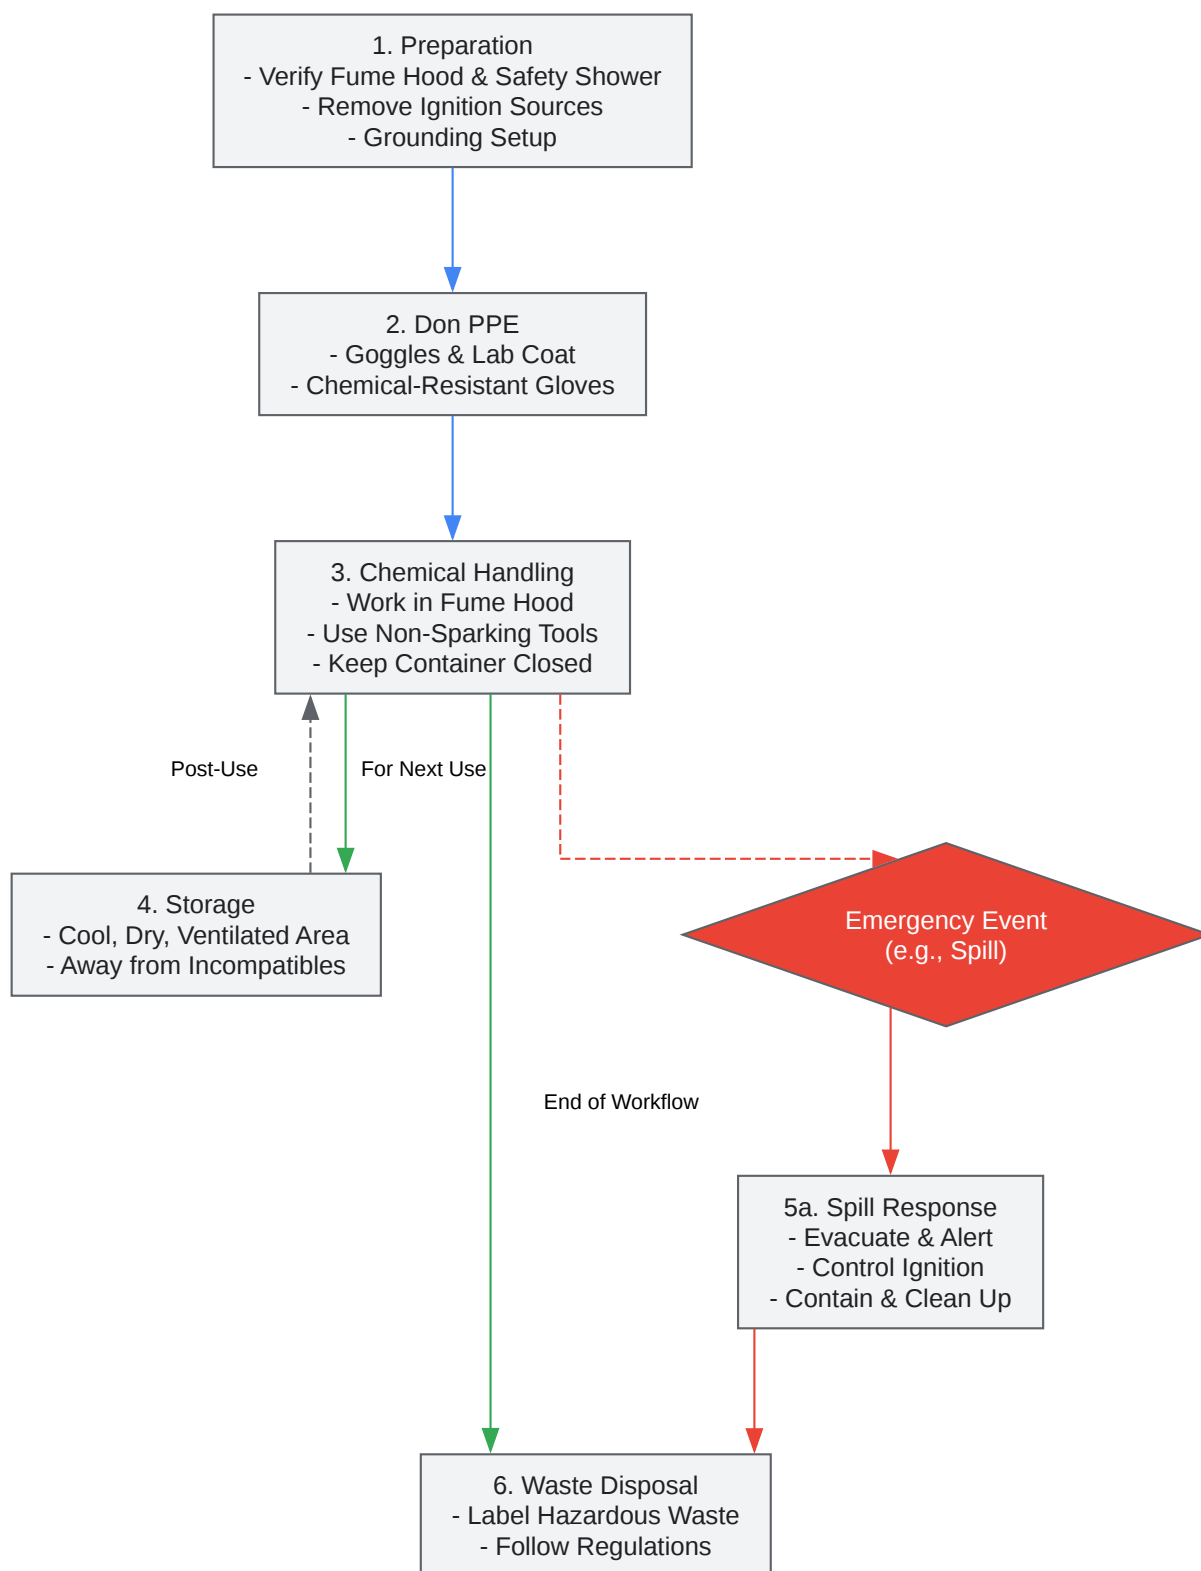 1. Preparation
- Verify Fume Hood & Safety Shower
- Remove Ignition Sources
- Grounding Setup
2. Don PPE
- Goggles & Lab Coat
- Chemical-Resistant Gloves
3. Chemical Handling
- Work in Fume Hood
- Use Non-Sparking Tools
- Keep Container Closed
Post-Use
For Next Use
4. Storage
- Cool, Dry, Ventilated Area
- Away from Incompatibles
Emergency Event
(e.g., Spill)
End of Workflow
5a. Spill Response
- Evacuate & Alert
- Control Ignition
- Contain & Clean Up
6. Waste Disposal
- Label Hazardous Waste
- Follow Regulations